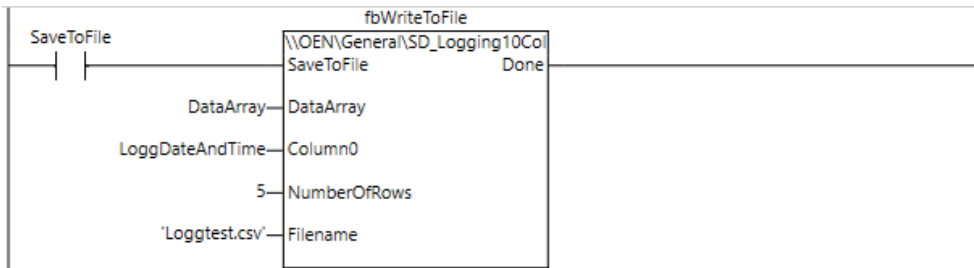 fbWriteToFile
SaveToFile
\\OEN\General\SD_Logging10Col
SaveToFile Done
DataArray DataArray
LoggDateAndTime Column0
5 NumberOfRows
'Loggtest.csv' Filename